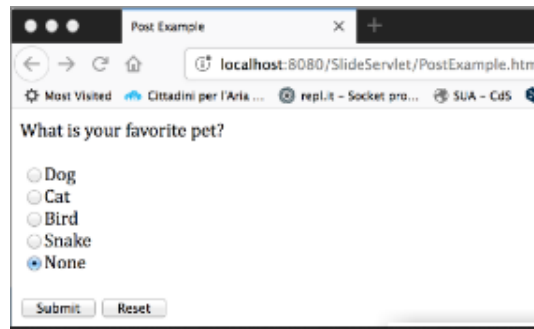 Post Example
localhost:8080/SlideServlet/PostExample.htm
Most Visited Cittadini per l'Aria ... repl.it - Socket pro... SUA - CdS
What is your favorite pet?
Dog
Cat
Bird
Snake
None
Submit Reset